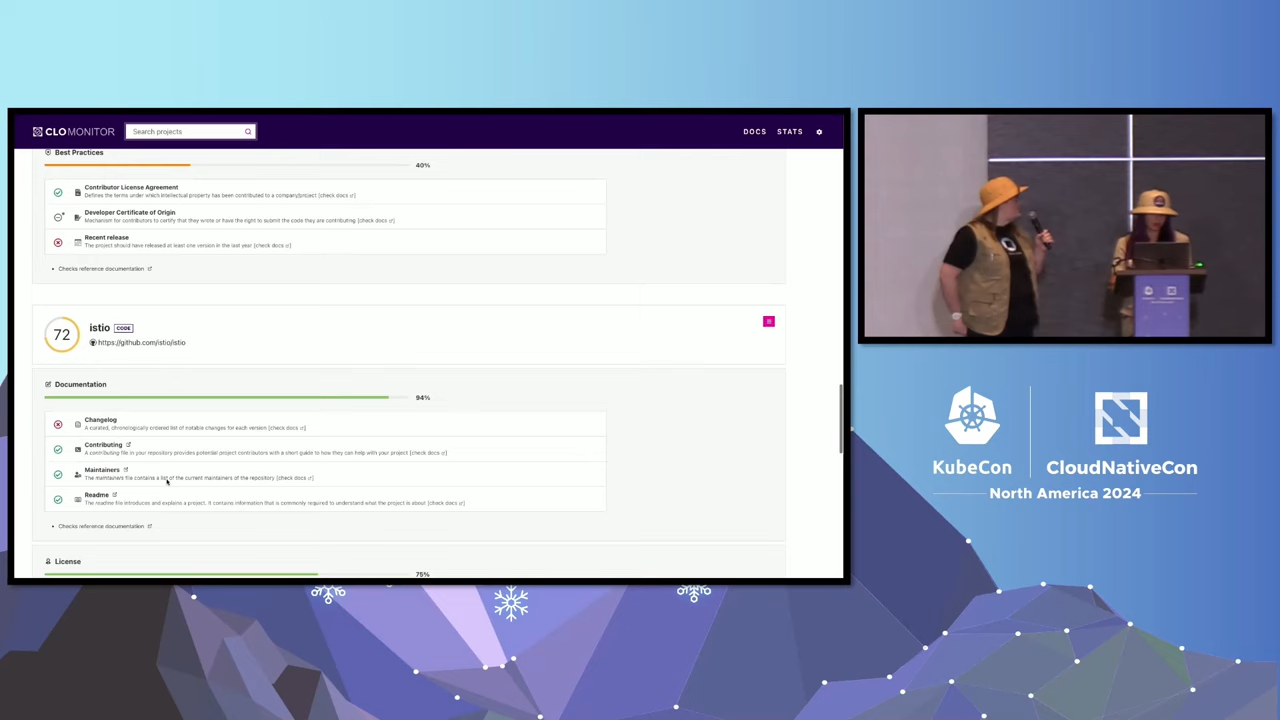 CLOMONITOR
Search projects
DOCS STATS
Best Practices
40%
Contributor License Agreement
Defines the terms under which intellectual property has been contributed to a company/project [check docs]
Developer Certificate of Origin
Mechanism for contributors to certify that they wrote or have the right to submit the code they are contributing [check docs]
Recent release
The project should have released at least one version in the last year [check docs]
Checks reference documentation
72
istio CODE
https://github.com/istio/istio
Documentation
94%
Changelog
A curated, chronologically ordered list of notable changes for each version [check docs]
Contributing
A contributing file in your repository provides potential project contributors with a short guide to how they can help with your project [check docs]
Maintainers
The maintainers file contains a list of the current maintainers of the repository [check docs]
Readme
The readme file introduces and explains a project. It contains information that is commonly required to understand what the project is about [check docs]
Checks reference documentation
License
75%
KubeCon
CloudNativeCon
North America 2024